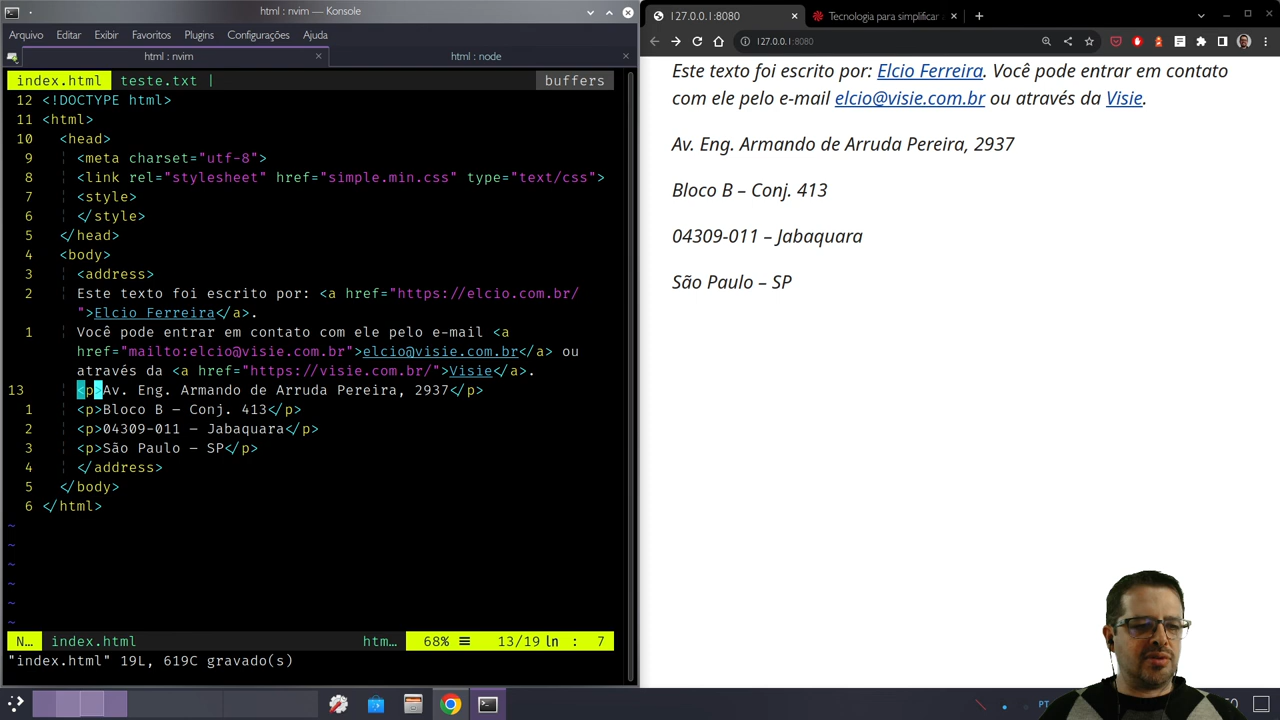 html : nvim — Konsole
Arquivo Editar Exibir Favoritos Plugins Configurações Ajuda
html : nvim
html : node
index.html teste.txt | buffers
12 <!DOCTYPE html>
11 <html>
10 <head>
9 <meta charset="utf-8">
8 <link rel="stylesheet" href="simple.min.css" type="text/css">
7 <style>
6 </style>
5 </head>
4 <body>
3 <address>
2 Este texto foi escrito por: <a href="https://elcio.com.br/
">Elcio Ferreira</a>.
1 Você pode entrar em contato com ele pelo e-mail <a
href="mailto:elcio@visie.com.br">elcio@visie.com.br</a> ou
através da <a href="https://visie.com.br/">Visie</a>.
13 <p>Av. Eng. Armando de Arruda Pereira, 2937</p>
1 <p>Bloco B – Conj. 413</p>
2 <p>04309-011 – Jabaquara</p>
3 <p>São Paulo – SP</p>
4 </address>
5 </body>
6 </html>
~
~
~
~
~
~
N… index.html htm… 68% ☰ 13/19 ln : 7
"index.html" 19L, 619C gravado(s)
127.0.0.1:8080
Tecnologia para simplificar
127.0.0.1:8080
Este texto foi escrito por: Elcio Ferreira. Você pode entrar em contato
com ele pelo e-mail elcio@visie.com.br ou através da Visie.
Av. Eng. Armando de Arruda Pereira, 2937
Bloco B – Conj. 413
04309-011 – Jabaquara
São Paulo – SP
PT